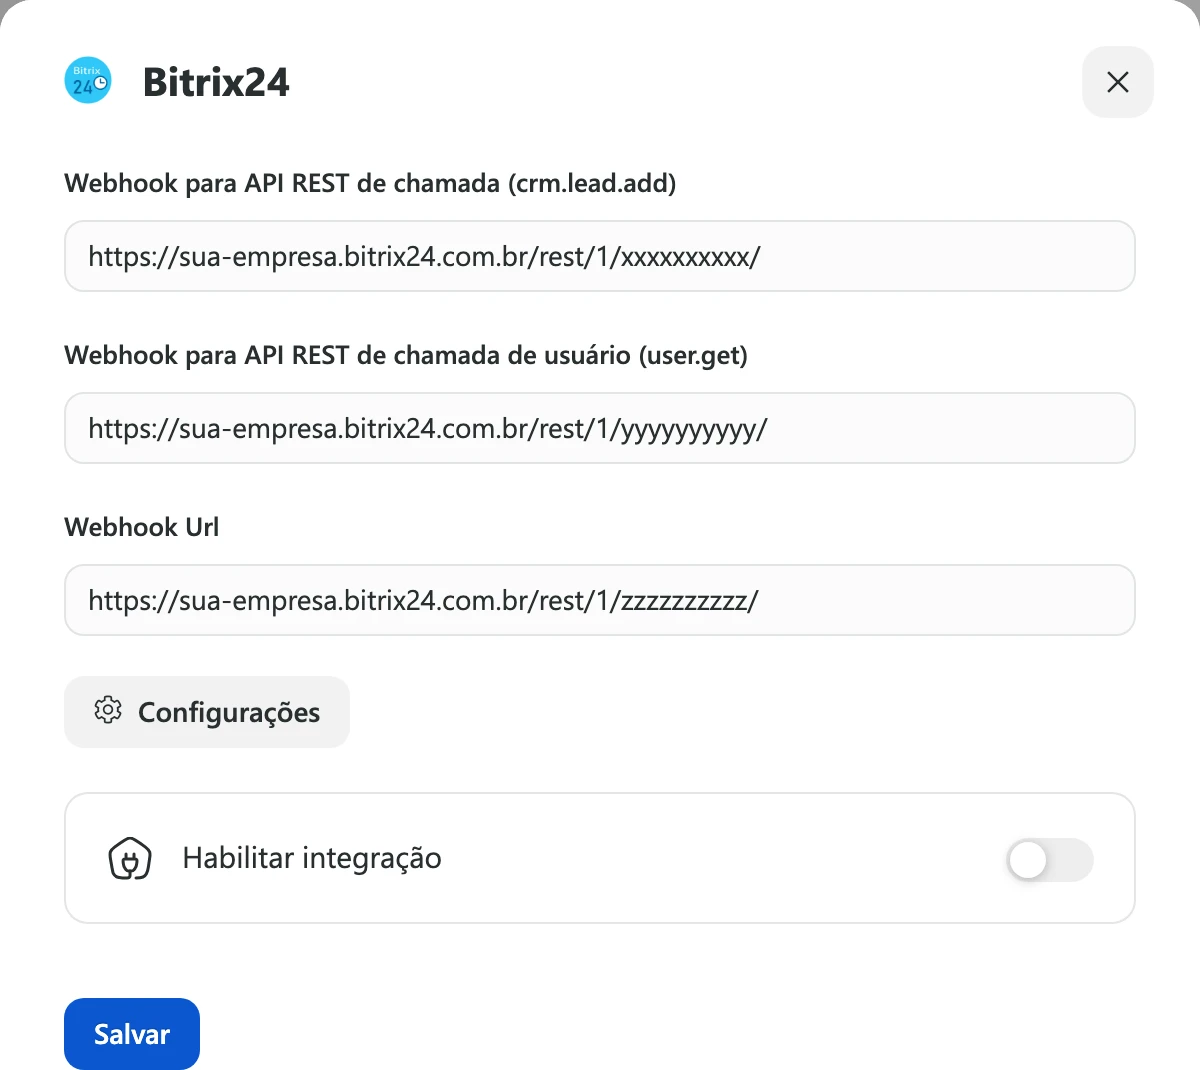 Bitrix
24
Bitrix24
Webhook para API REST de chamada (crm.lead.add)
https://sua-empresa.bitrix24.com.br/rest/1/xxxxxxxxxx/
Webhook para API REST de chamada de usuário (user.get)
https://sua-empresa.bitrix24.com.br/rest/1/yyyyyyyyyy/
Webhook Url
https://sua-empresa.bitrix24.com.br/rest/1/zzzzzzzzzz/
Configurações
Habilitar integração
Salvar